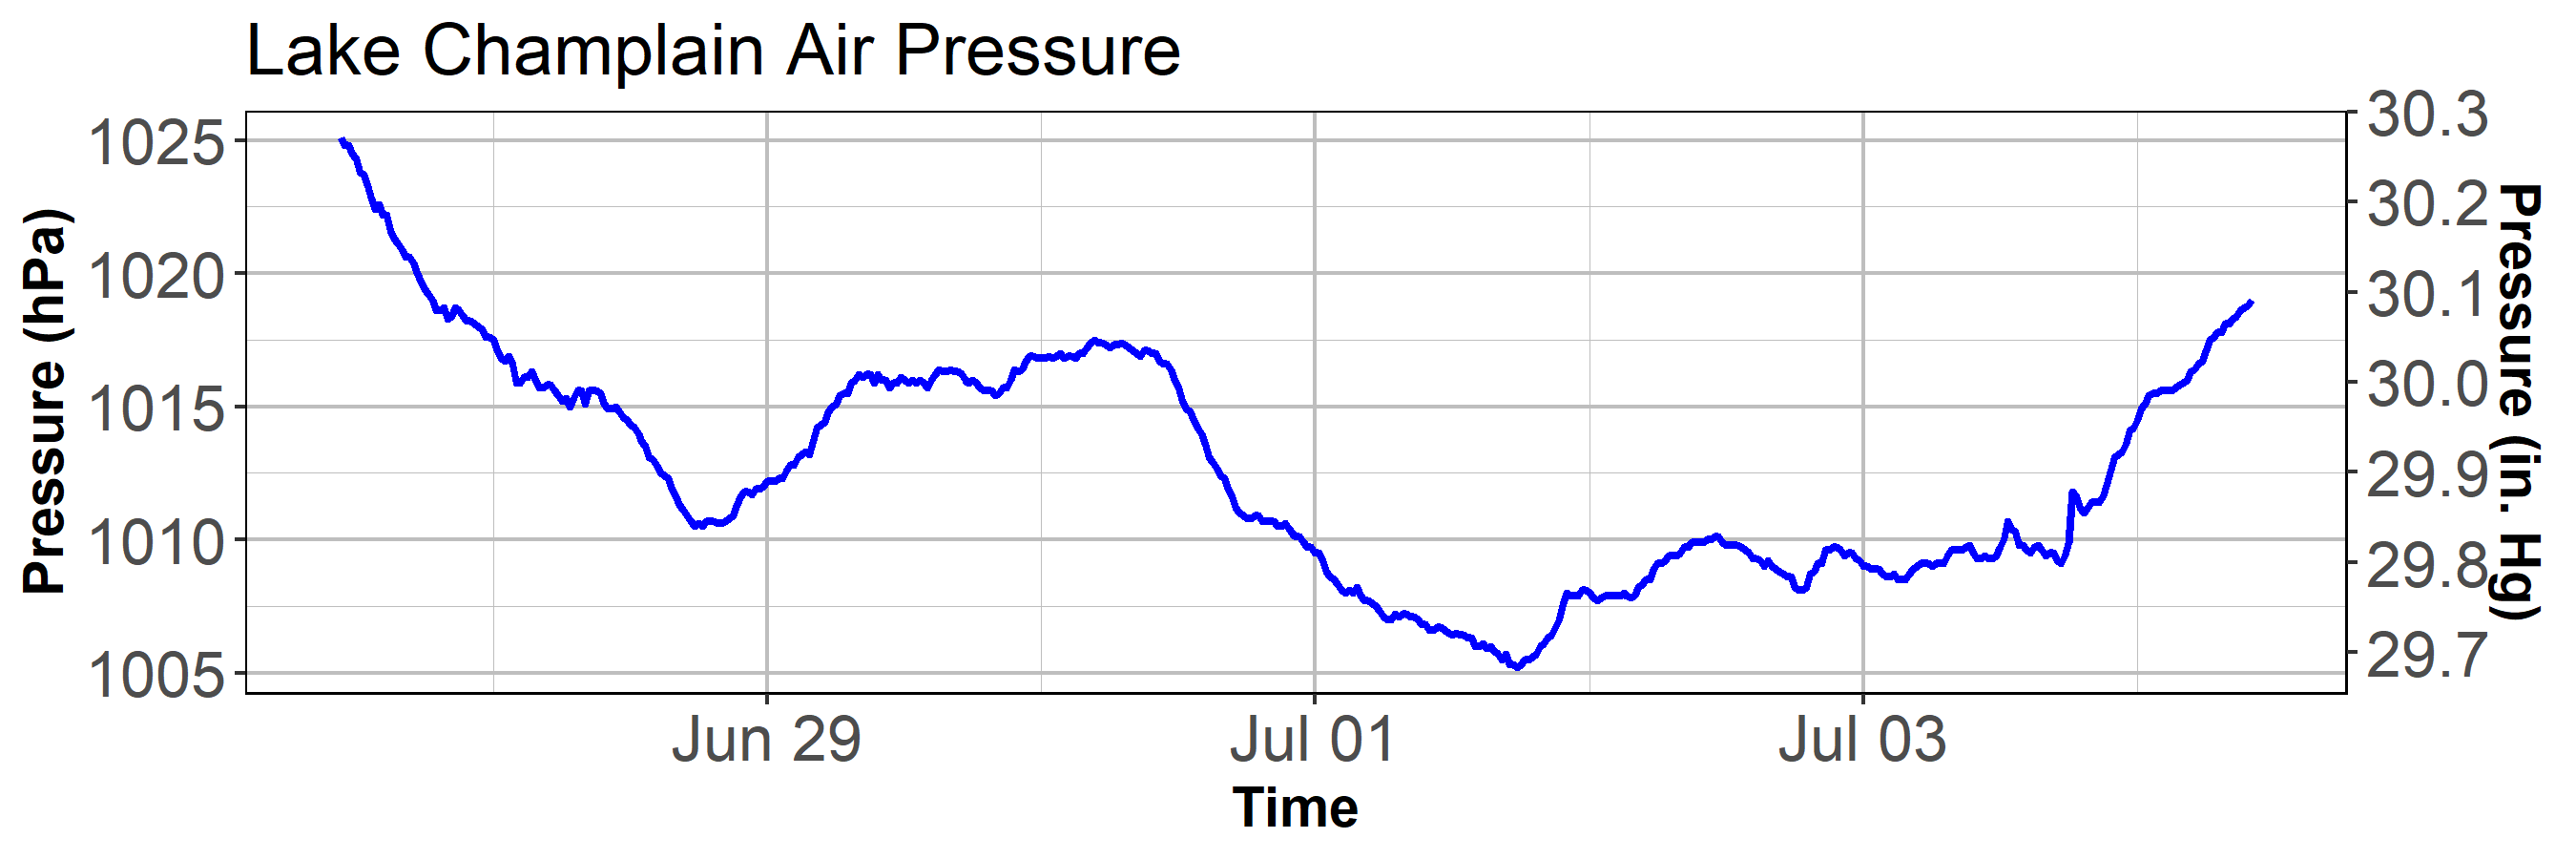 Lake Champlain Air Pressure
Pressure (hPa)
1025
1020
1015
1010
1005
30.3
30.2
30.1
30.0
29.9
29.8
29.7
Pressure (in. Hg)
Jun 29
Jul 01
Jul 03
Time